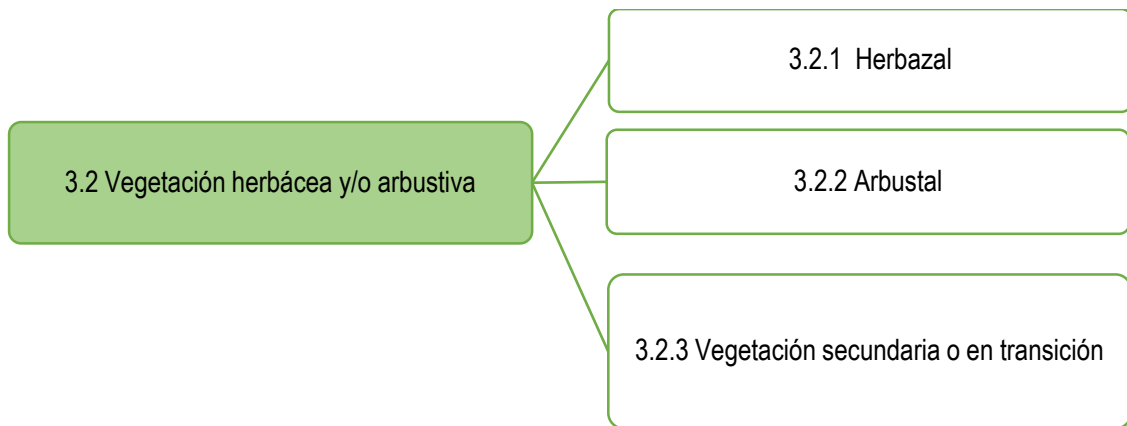 3.2.1 Herbazal
3.2 Vegetación herbácea y/o arbustiva
3.2.2 Arbustal
3.2.3 Vegetación secundaria o en transición